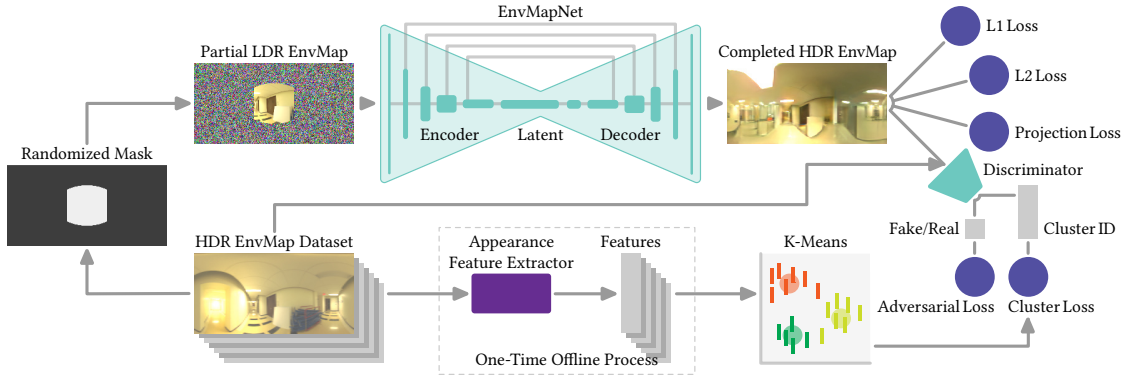 EnvMapNet
Partial LDR EnvMap
Completed HDR EnvMap
L1 Loss
L2 Loss
Projection Loss
Encoder
Latent
Decoder
Randomized Mask
Discriminator
HDR EnvMap Dataset
Appearance
Feature Extractor
Features
K-Means
Fake/Real
Cluster ID
Adversarial Loss
Cluster Loss
One-Time Offline Process